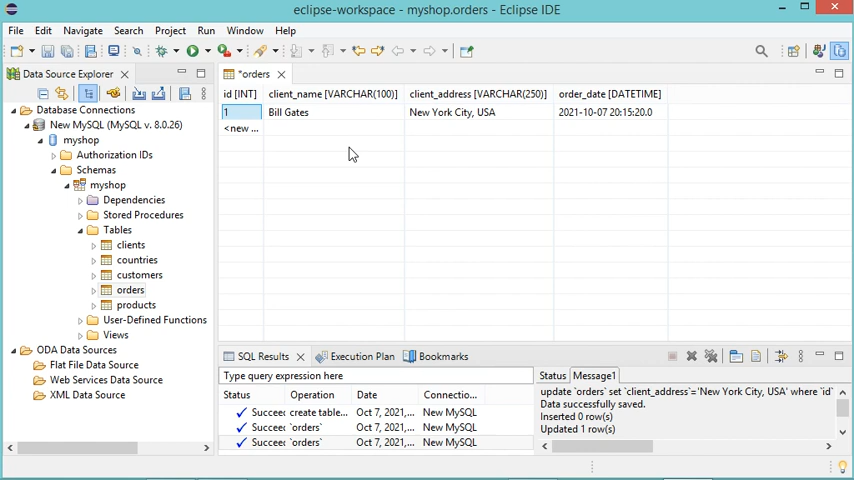 eclipse-workspace - myshop.orders - Eclipse IDE
File Edit Navigate Search Project Run Window Help
Data Source Explorer
Database Connections
New MySQL (MySQL v. 8.0.26)
myshop
Authorization IDs
Schemas
myshop
Dependencies
Stored Procedures
Tables
clients
countries
customers
orders
products
User-Defined Functions
Views
ODA Data Sources
Flat File Data Source
Web Services Data Source
XML Data Source
*orders
id [INT] client_name [VARCHAR(100)] client_address [VARCHAR(250)] order_date [DATETIME]
1 Bill Gates New York City, USA 2021-10-07 20:15:20.0
<new ...
SQL Results Execution Plan Bookmarks
Type query expression here
Status Operation Date Connectio...
Succeec create table... Oct 7, 2021,... New MySQL
Succeec `orders` Oct 7, 2021,... New MySQL
Succeec `orders` Oct 7, 2021,... New MySQL
Status Message1
update `orders` set `client_address`='New York City, USA' where `id`
Data successfully saved.
Inserted 0 row(s)
Updated 1 row(s)